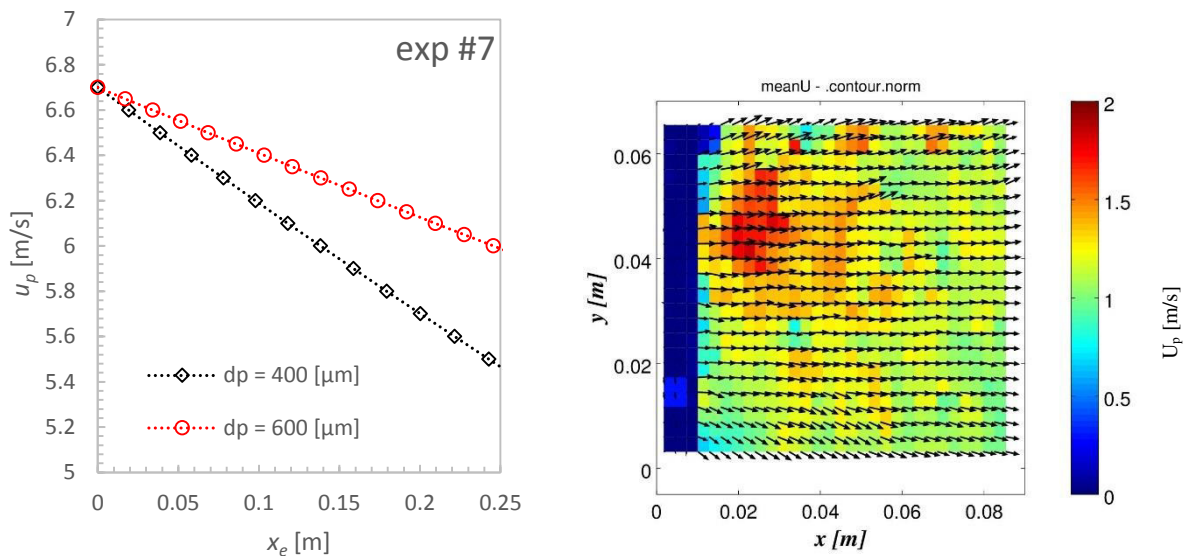 7
6.8
6.6
6.4
6.2
6
5.8
5.6
5.4
5.2
5
u_p [m/s]
exp #7
dp = 400 [µm]
dp = 600 [µm]
0 0.05 0.1 0.15 0.2 0.25
x_e [m]
meanU - .contour.norm
0.06
0.04
0.02
0
y [m]
0 0.02 0.04 0.06 0.08
x [m]
2
1.5
1
0.5
0
U_p [m/s]